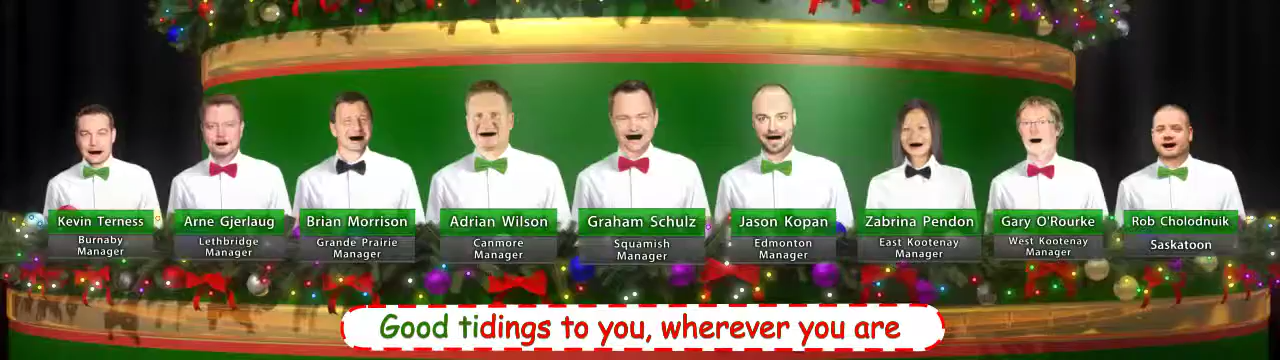 Kevin Terness
Burnaby
Manager
Arne Gjerlaug
Lethbridge
Manager
Brian Morrison
Grande Prairie
Manager
Adrian Wilson
Canmore
Manager
Graham Schulz
Squamish
Manager
Jason Kopan
Edmonton
Manager
Zabrina Pendon
East Kootenay
Manager
Gary O'Rourke
West Kootenay
Manager
Rob Cholodnuik
Saskatoon
Good tidings to you, wherever you are